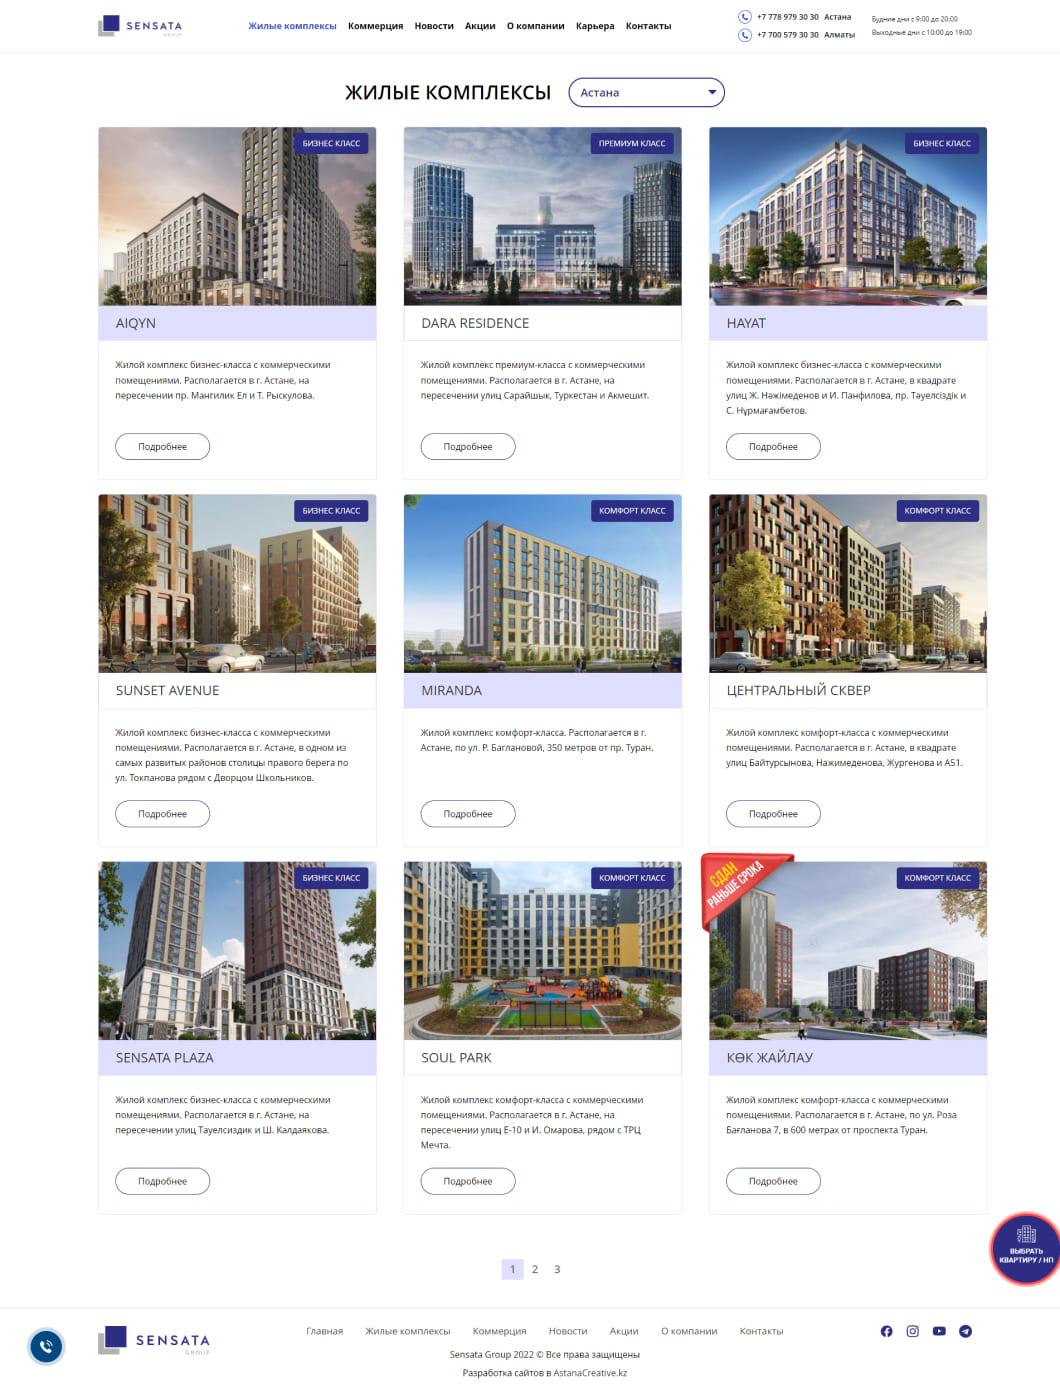 SENSATA
GROUP
Жилые комплексы Коммерция Новости Акции О компании Карьера Контакты
+7 778 979 30 30 Астана
+7 700 579 30 30 Алматы
Будние дни с 9:00 до 20:00
Выходные дни с 10:00 до 19:00
ЖИЛЫЕ КОМПЛЕКСЫ
Астана
БИЗНЕС КЛАСС
AIQYN
Жилой комплекс бизнес-класса с коммерческими
помещениями. Располагается в г. Астане, на
пересечении пр. Мангилик Ел и Т. Рыскулова.
Подробнее
ПРЕМИУМ КЛАСС
DARA RESIDENCE
Жилой комплекс премиум-класса с коммерческими
помещениями. Располагается в г. Астане, на
пересечении улиц Сарайшык, Туркестан и Акмешит.
Подробнее
БИЗНЕС КЛАСС
HAYAT
Жилой комплекс бизнес-класса с коммерческими
помещениями. Располагается в г. Астане, в квадрате
улиц Ж. Нәжімеденов и И. Панфилова, пр. Тәуелсіздік и
С. Нұрмағамбетов.
Подробнее
БИЗНЕС КЛАСС
SUNSET AVENUE
Жилой комплекс бизнес-класса с коммерческими
помещениями. Располагается в г. Астане, в одном из
самых развитых районов столицы правого берега по
ул. Токпанова рядом с Дворцом Школьников.
Подробнее
КОМФОРТ КЛАСС
MIRANDA
Жилой комплекс комфорт-класса. Располагается в г.
Астане, по ул. Р. Баглановой, 350 метров от пр. Туран.
Подробнее
КОМФОРТ КЛАСС
ЦЕНТРАЛЬНЫЙ СКВЕР
Жилой комплекс комфорт-класса с коммерческими
помещениями. Располагается в г. Астане, в квадрате
улиц Байтурсынова, Нажимеденова, Жургенова и А51.
Подробнее
БИЗНЕС КЛАСС
SENSATA PLAZA
Жилой комплекс бизнес-класса с коммерческими
помещениями. Располагается в г. Астане, на
пересечении улиц Тауелсиздик и Ш. Калдаякова.
Подробнее
КОМФОРТ КЛАСС
SOUL PARK
Жилой комплекс комфорт-класса с коммерческими
помещениями. Располагается в г. Астане, на
пересечении улиц Е-10 и И. Омарова, рядом с ТРЦ
Мечта.
Подробнее
СДАН
РАНЬШЕ СРОКА
КОМФОРТ КЛАСС
КӨК ЖАЙЛАУ
Жилой комплекс комфорт-класса с коммерческими
помещениями. Располагается в г. Астане, по ул. Роза
Бағланова 7, в 600 метрах от проспекта Туран.
Подробнее
ВЫБРАТЬ
КВАРТИРУ / НП
1 2 3
SENSATA
GROUP
Главная Жилые комплексы Коммерция Новости Акции О компании Контакты
Sensata Group 2022 © Все права защищены
Разработка сайтов в AstanaCreative.kz